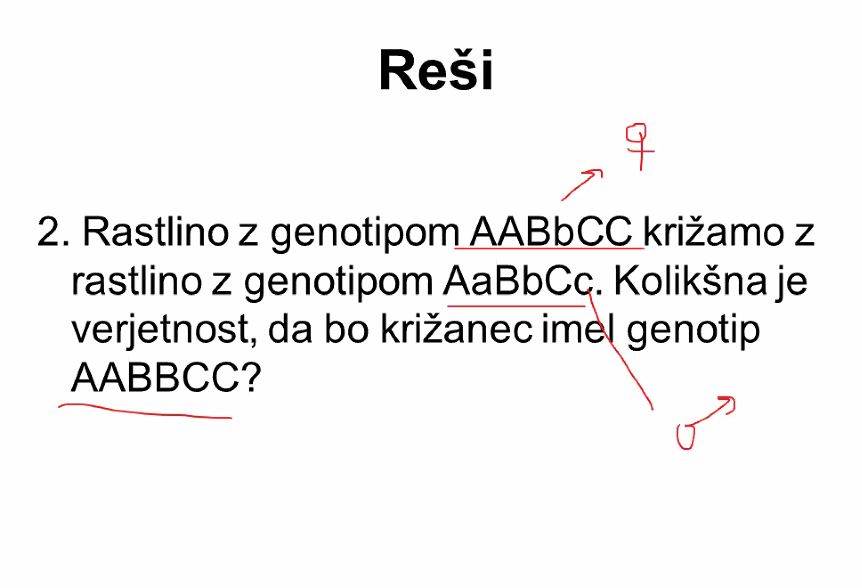 Reši
2. Rastlino z genotipom AABbCC križamo z
rastlino z genotipom AaBbCc. Kolikšna je
verjetnost, da bo križanec imel genotip
AABBCC?